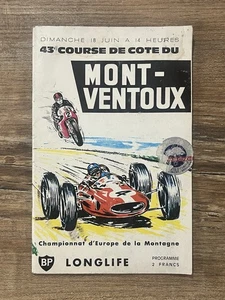 DIMANCHE 18 JUIN A 14 HEURES
43e COURSE DE COTE DU
MONT-
VENTOUX
Championnat d'Europe de la Montagne
BP
LONGLIFE
PROGRAMME
2 FRANCS